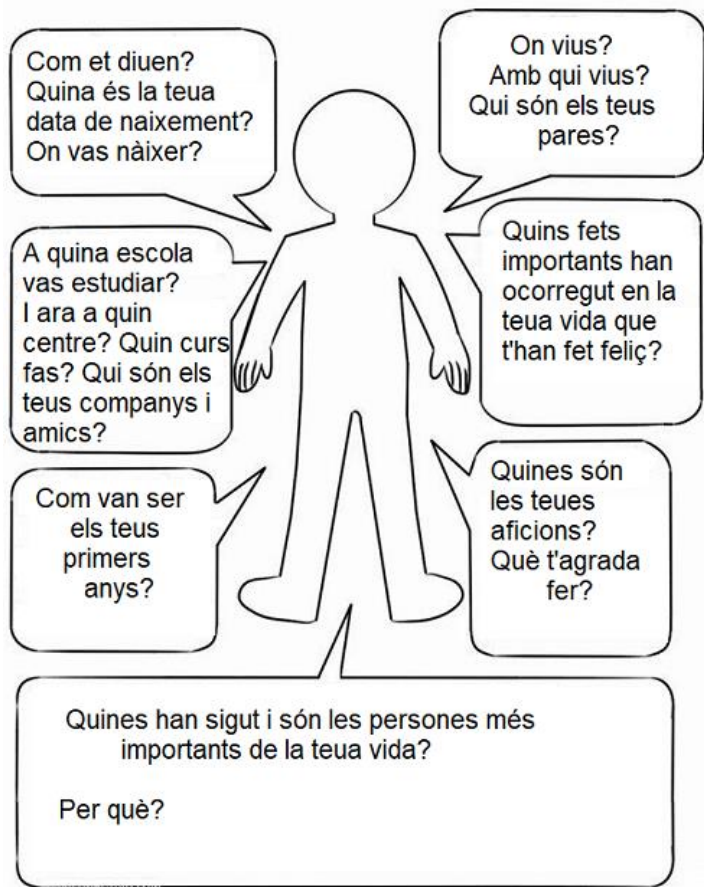 Com et diuen?
Quina és la teua
data de naixement?
On vas nàixer?
On vius?
Amb qui vius?
Qui són els teus
pares?
A quina escola
vas estudiar?
I ara a quin
centre? Quin curs
fas? Qui són els
teus companys i
amics?
Quins fets
importants han
ocorregut en la
teua vida que
t'han fet feliç?
Com van ser
els teus
primers
anys?
Quines són
les teues
aficions?
Què t'agrada
fer?
Quines han sigut i són les persones més
importants de la teua vida?
Per què?